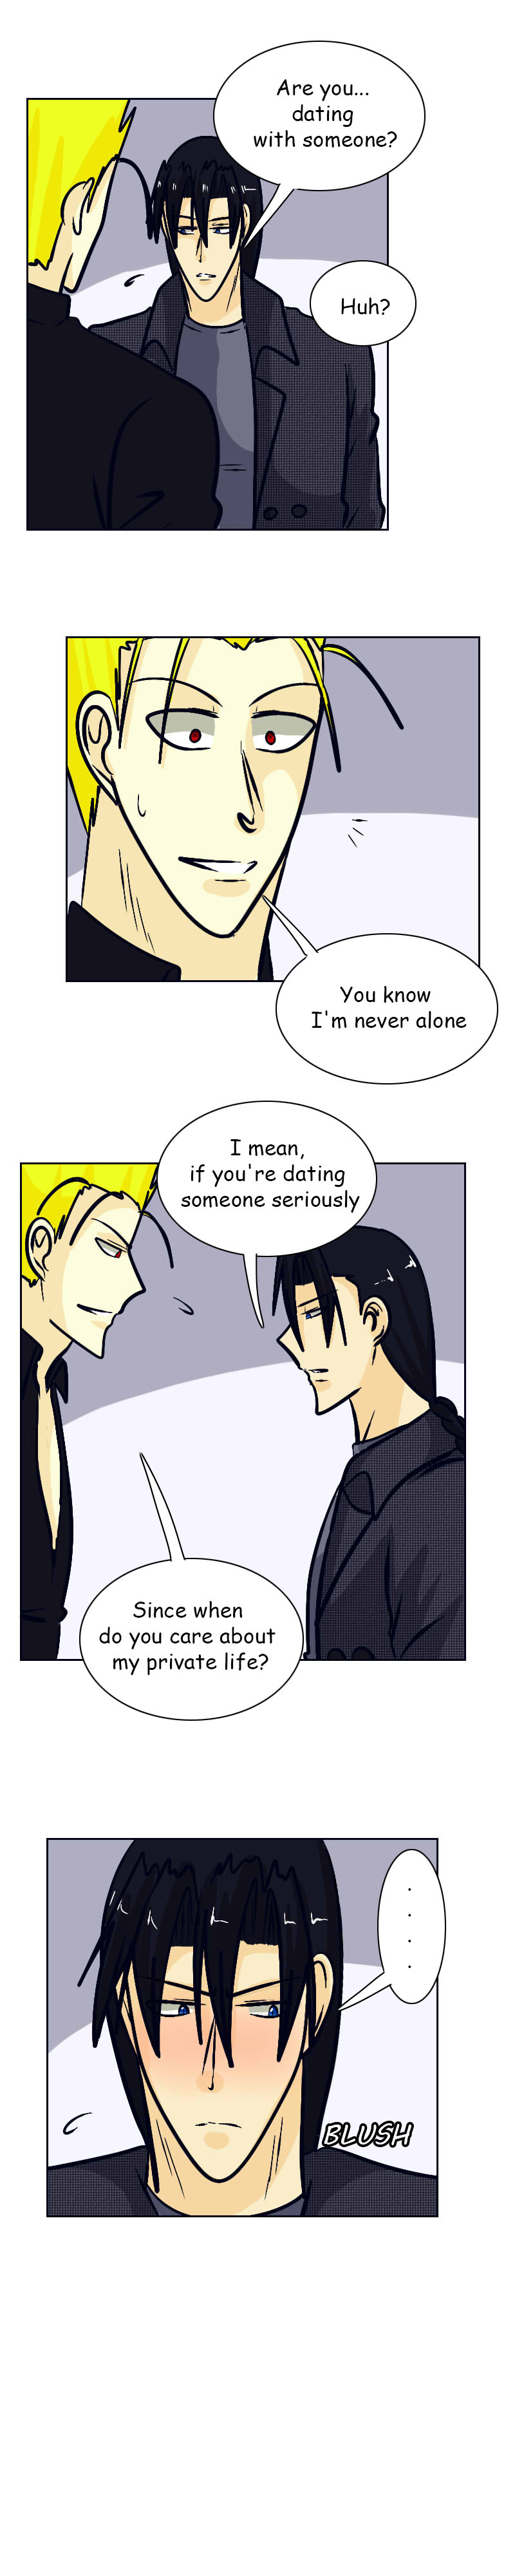 Are you...
dating
with someone?
Huh?
You know
I'm never alone
I mean,
if you're dating
someone seriously
Since when
do you care about
my private life?
. . . .
BLUSH